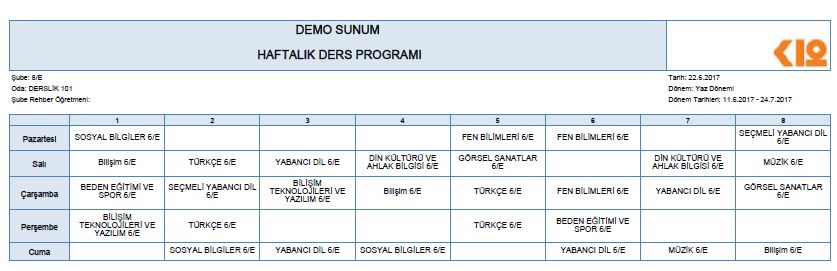 DEMO SUNUM
HAFTALIK DERS PROGRAMI
K12
Şube: 8/E
Oda: DERSLİK 101
Şube Rehber Öğretmeni:
Tarih: 22.6.2017
Dönem: Yaz Dönemi
Dönem Tarihleri: 11.6.2017 - 24.7.2017
1 2 3 4 5 6 7 8
Pazartesi SOSYAL BİLGİLER 6/E FEN BİLİMLERİ 6/E FEN BİLİMLERİ 6/E SEÇMELİ YABANCI DİL 6/E
Salı Bilişim 6/E TÜRKÇE 6/E YABANCI DİL 6/E DİN KÜLTÜRÜ VE AHLAK BİLGİSİ 6/E GÖRSEL SANATLAR 6/E DİN KÜLTÜRÜ VE AHLAK BİLGİSİ 6/E MÜZİK 6/E
Çarşamba BEDEN EĞİTİMİ VE SPOR 6/E SEÇMELİ YABANCI DİL 6/E BİLİŞİM TEKNOLOJİLERİ VE YAZILIM 6/E Bilişim 6/E TÜRKÇE 6/E FEN BİLİMLERİ 6/E YABANCI DİL 6/E GÖRSEL SANATLAR 6/E
Perşembe BİLİŞİM TEKNOLOJİLERİ VE YAZILIM 6/E TÜRKÇE 6/E TÜRKÇE 6/E BEDEN EĞİTİMİ VE SPOR 6/E
Cuma SOSYAL BİLGİLER 6/E YABANCI DİL 6/E SOSYAL BİLGİLER 6/E YABANCI DİL 6/E MÜZİK 6/E Bilişim 6/E